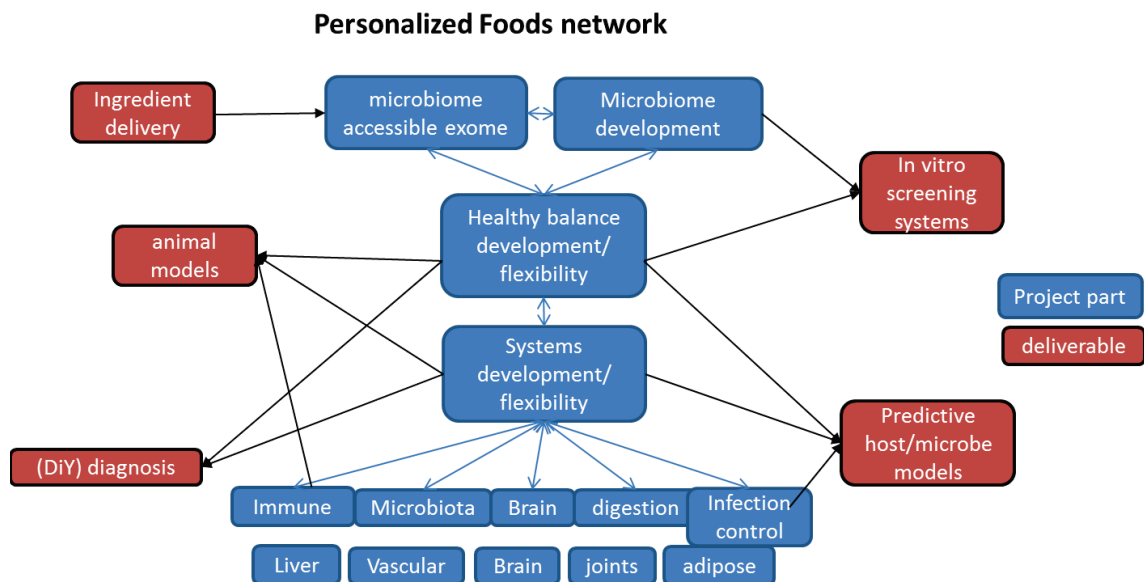 Personalized Foods network
Ingredient
delivery
microbiome
accessible exome
Microbiome
development
In vitro
screening
systems
Healthy balance
development/
flexibility
animal
models
Project part
deliverable
Systems
development/
flexibility
Predictive
host/microbe
models
(DiY) diagnosis
Immune
Microbiota
Brain
digestion
Infection
control
Liver
Vascular
Brain
joints
adipose